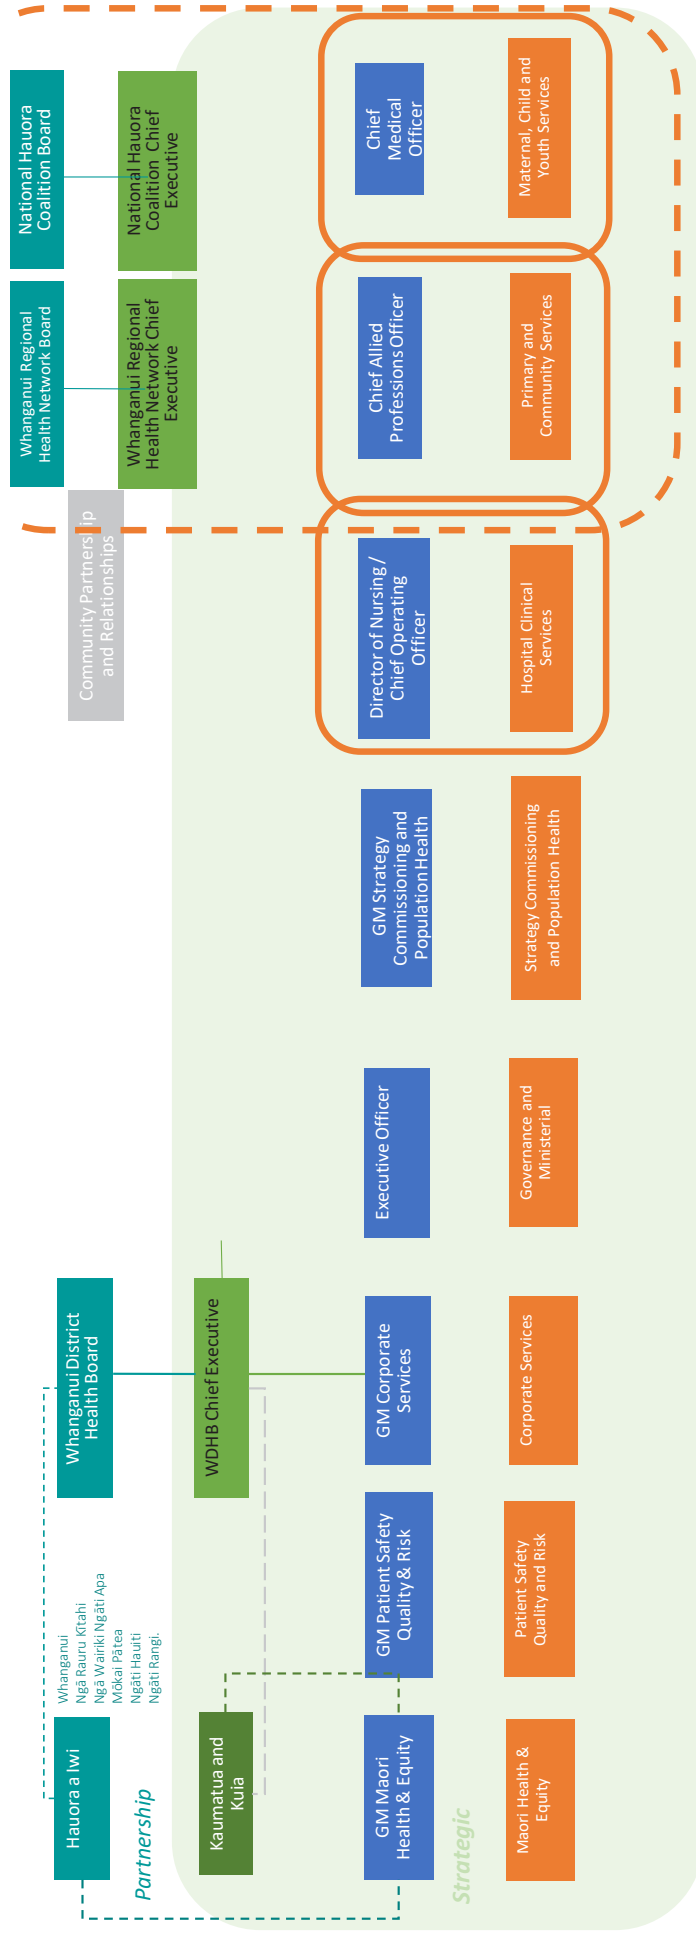 Hauora a Iwi
Whanganui
Ngā Rauru Kītahi
Ngā Wairiki Ngāti Apa
Mōkai Pātea
Ngāti Hauiti
Ngāti Rangi.
Whanganui District
Health Board
Community Partnership
and Relationships
Whanganui Regional
Health Network Board
National Hauora
Coalition Board
Partnership
Kaumatua and
Kuia
WDHB Chief Executive
Whanganui Regional
Health Network Chief
Executive
National Hauora
Coalition Chief
Executive
GM Maori
Health & Equity
GM Patient Safety
Quality & Risk
GM Corporate
Services
Executive Officer
GM Strategy
Commissioning and
Population Health
Director of Nursing /
Chief Operating
Officer
Chief Allied
Professions Officer
Chief
Medical
Officer
Strategic
Maori Health &
Equity
Patient Safety
Quality and Risk
Corporate Services
Governance and
Ministerial
Strategy Commissioning
and Population Health
Hospital Clinical
Services
Primary and
Community Services
Maternal, Child and
Youth Services